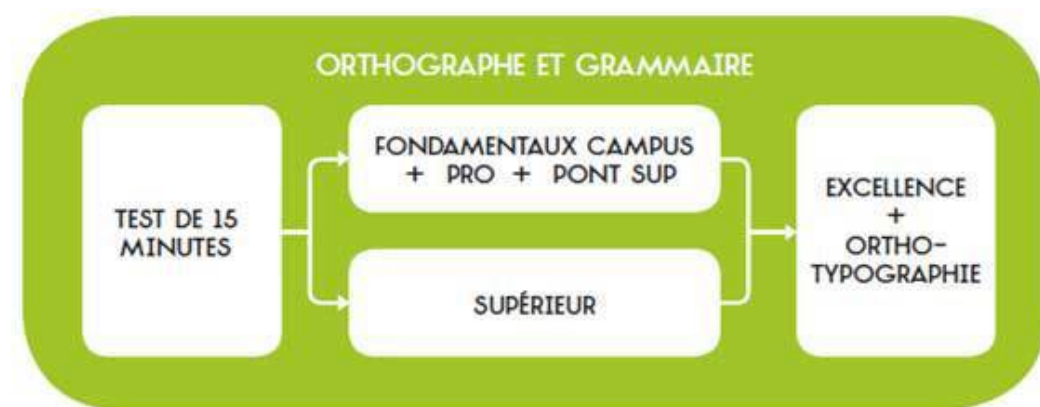 ORTHOGRAPHE ET GRAMMAIRE
TEST DE 15
MINUTES
FONDAMENTAUX CAMPUS
+ PRO + PONT SUP
SUPÉRIEUR
EXCELLENCE
+
ORTHO-
TYPOGRAPHIE